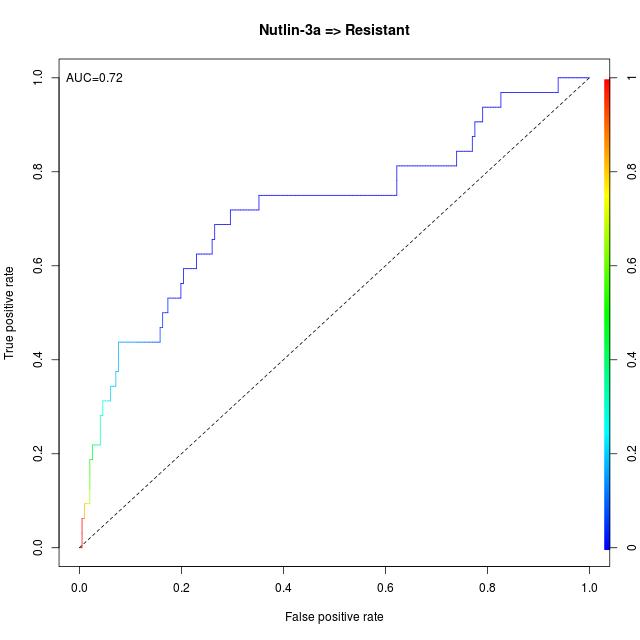 Nutlin-3a => Resistant
AUC=0.72
True positive rate
1.0
0.8
0.6
0.4
0.2
0.0
0.0 0.2 0.4 0.6 0.8 1.0
False positive rate
1
0.8
0.6
0.4
0.2
0